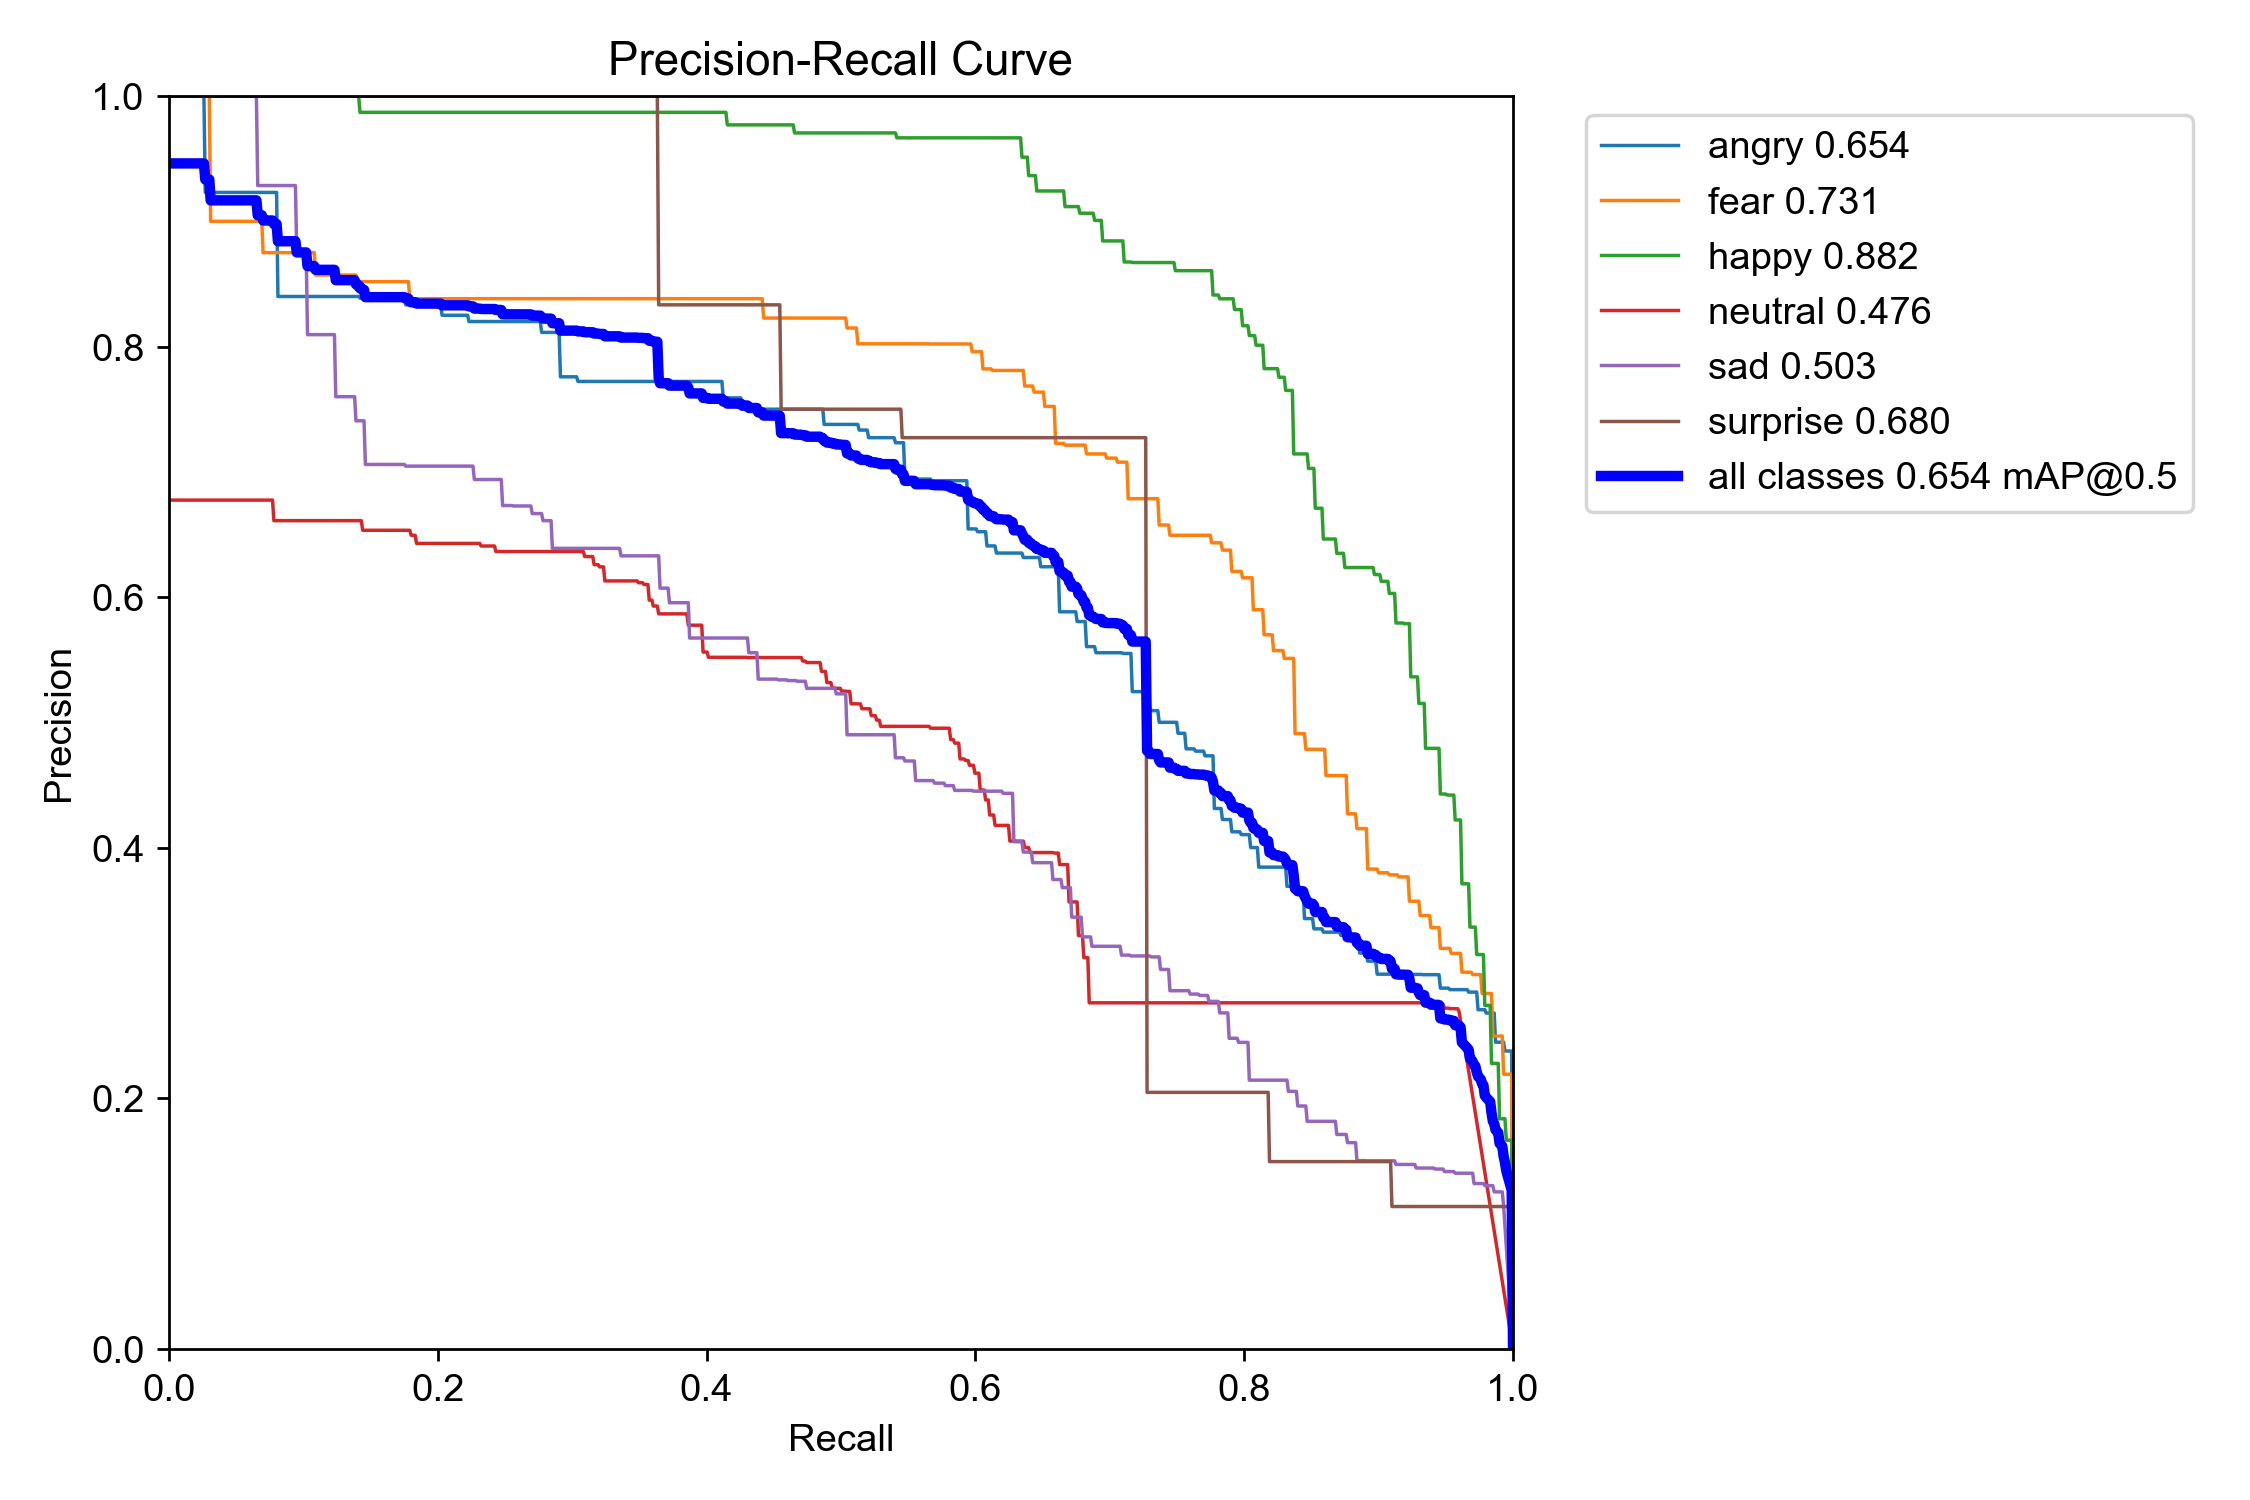 Precision-Recall Curve
1.0
0.8
0.6
0.4
0.2
0.0
Precision
0.0 0.2 0.4 0.6 0.8 1.0
Recall
angry 0.654
fear 0.731
happy 0.882
neutral 0.476
sad 0.503
surprise 0.680
all classes 0.654 mAP@0.5